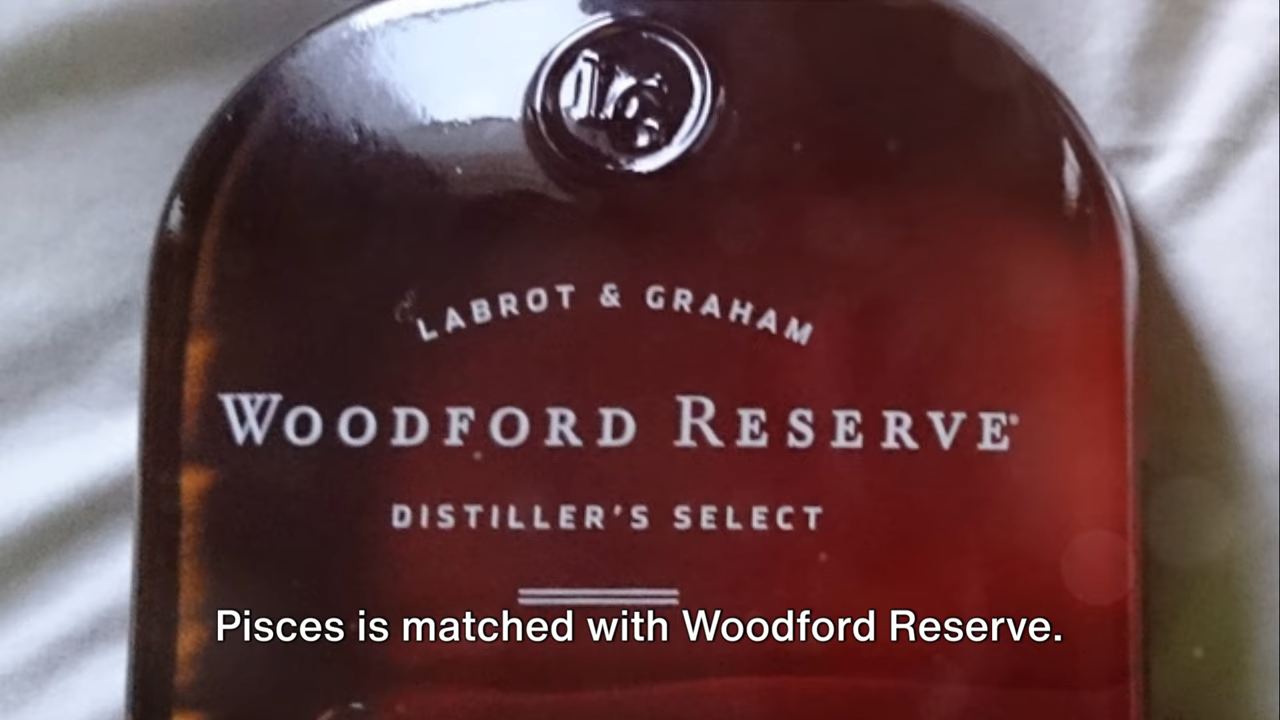 LABROT & GRAHAM
WOODFORD RESERVE
DISTILLER'S SELECT
Pisces is matched with Woodford Reserve.